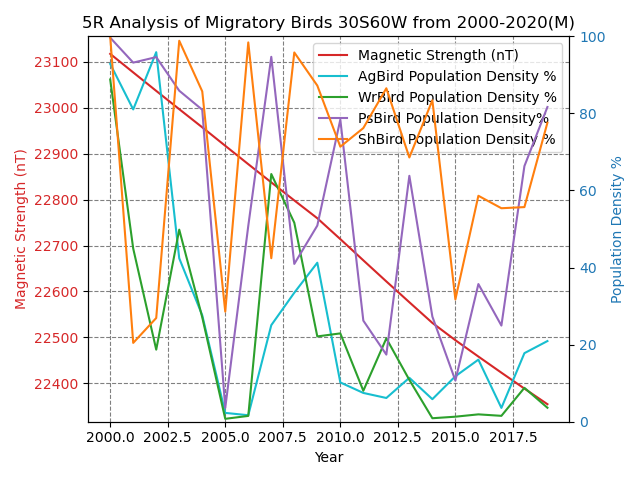 5R Analysis of Migratory Birds 30S60W from 2000-2020(M)
Magnetic Strength (nT)
AgBird Population Density %
WrBird Population Density %
PsBird Population Density%
ShBird Population Density %
23100
23000
22900
22800
22700
22600
22500
22400
Magnetic Strength (nT)
100
80
60
40
20
0
Population Density %
2000.0 2002.5 2005.0 2007.5 2010.0 2012.5 2015.0 2017.5
Year